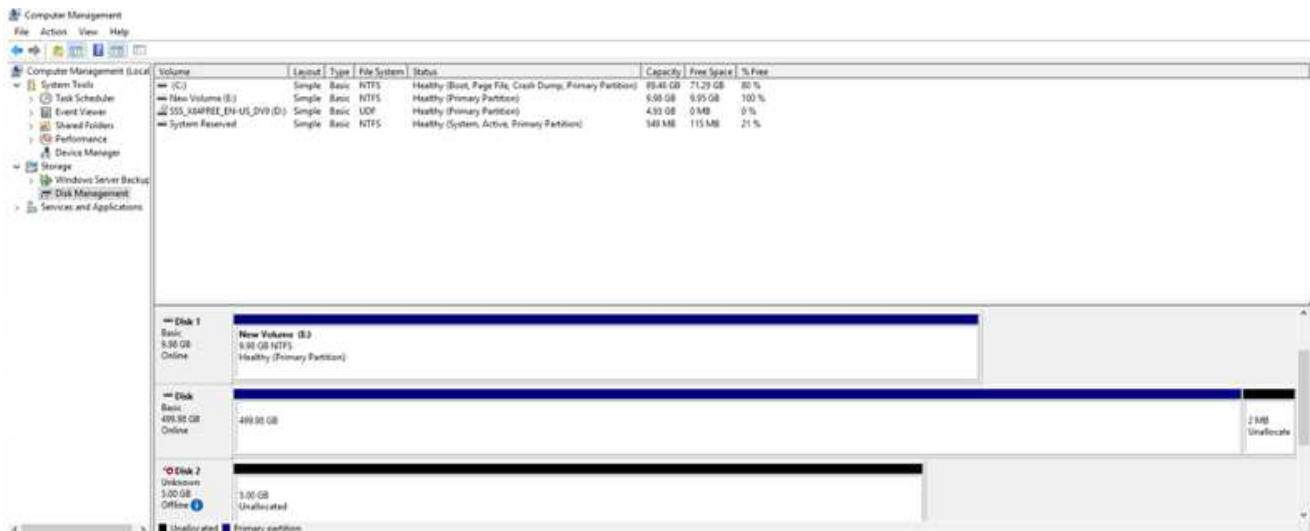 Computer Management
File Action View Help
Computer Management (Local
System Tools
Task Scheduler
Event Viewer
Shared Folders
Performance
Device Manager
Storage
Windows Server Backup
Disk Management
Services and Applications
Volume Layout Type File System Status Capacity Free Space % Free
(C:) Simple Basic NTFS Healthy (Boot, Page File, Crash Dump, Primary Partition) 89.46 GB 71.29 GB 80 %
New Volume (E:) Simple Basic NTFS Healthy (Primary Partition) 9.98 GB 9.95 GB 100 %
SSS_X64FREE_EN-US_DV9 (D:) Simple Basic UDF Healthy (Primary Partition) 4.93 GB 0 MB 0 %
System Reserved Simple Basic NTFS Healthy (System, Active, Primary Partition) 549 MB 115 MB 21 %
Disk 1
Basic
9.98 GB
Online
New Volume (E:)
9.98 GB NTFS
Healthy (Primary Partition)
Disk
Basic
499.98 GB
Online
499.98 GB
2 MB
Unallocate
Disk 2
Unknown
5.00 GB
Offline
5.00 GB
Unallocated
Unallocated Primary partition